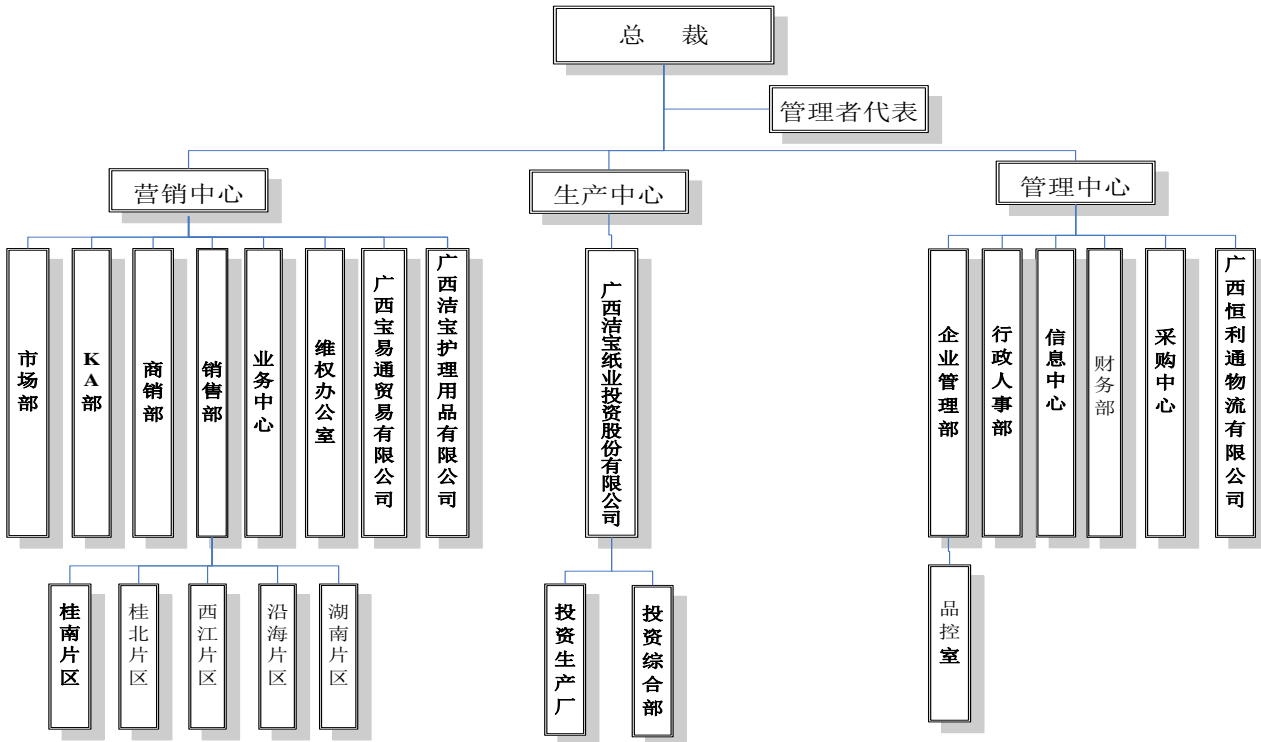 总 裁
管理者代表
营销中心
生产中心
管理中心
市场部
KA部
商销部
销售部
业务中心
维权办公室
广西宝易通贸易有限公司
广西洁宝护理用品有限公司
广西洁宝纸业投资股份有限公司
企业管理部
行政人事部
信息中心
财务部
采购中心
广西恒利通物流有限公司
桂南片区
桂北片区
西江片区
沿海片区
湖南片区
投资生产厂
投资综合部
品控室